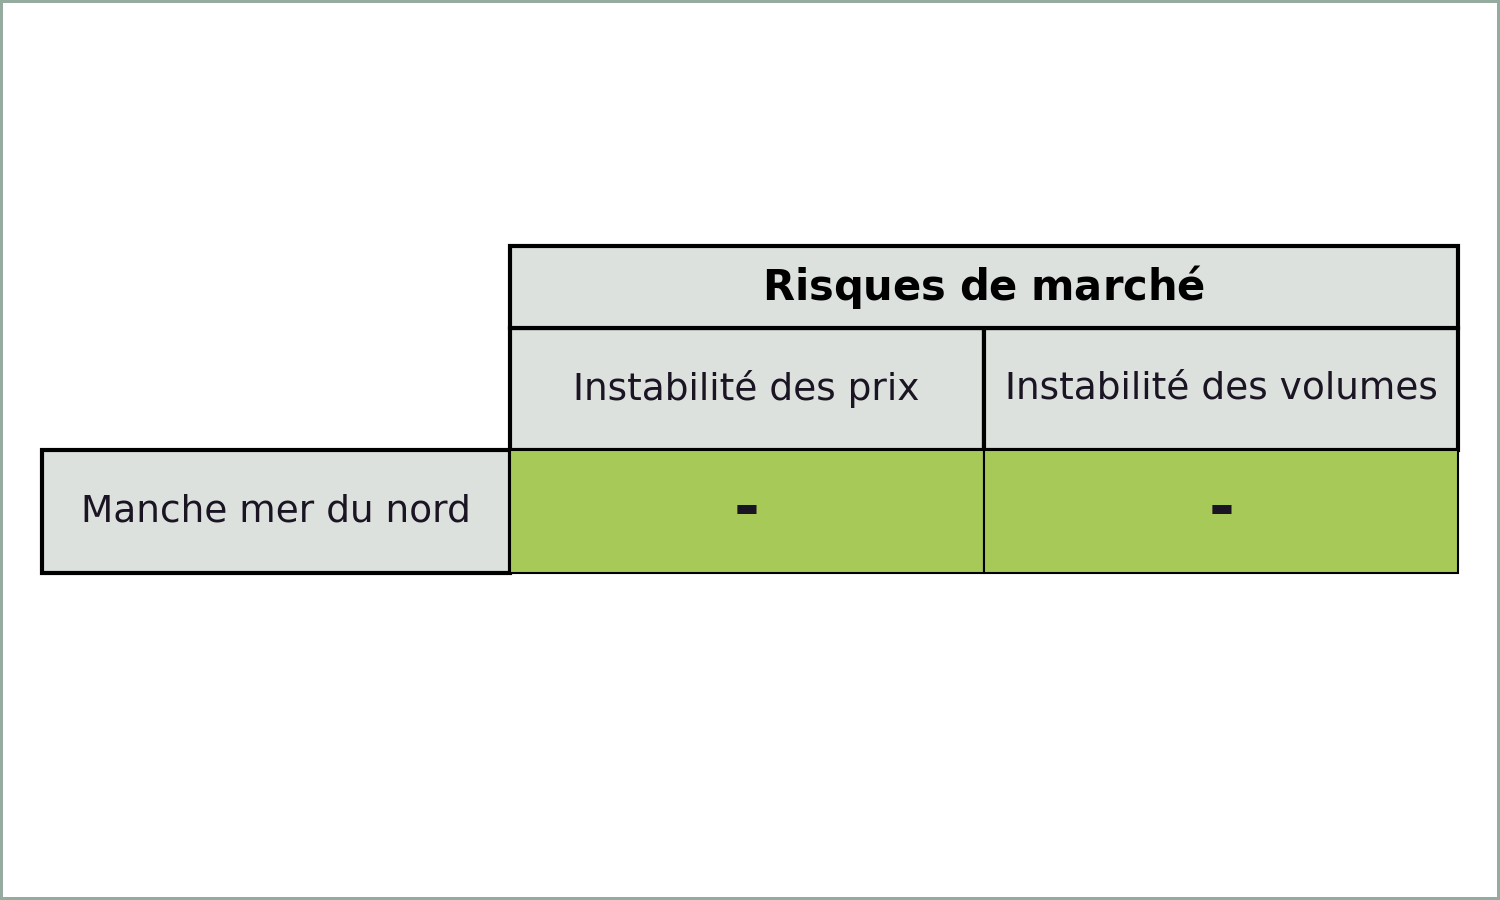 Risques de marché
Instabilité des prix
Instabilité des volumes
Manche mer du nord
-
-